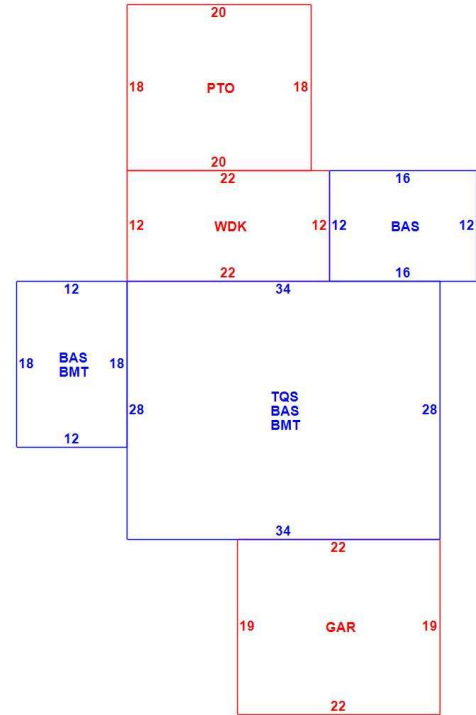 20
18 PTO 18
20
22 16
12 WDK 12 12 BAS 12
22 16
12 34
18 BAS 18
BMT
28 TQS 28
BAS
BMT
12
34
22
19 GAR 19
22